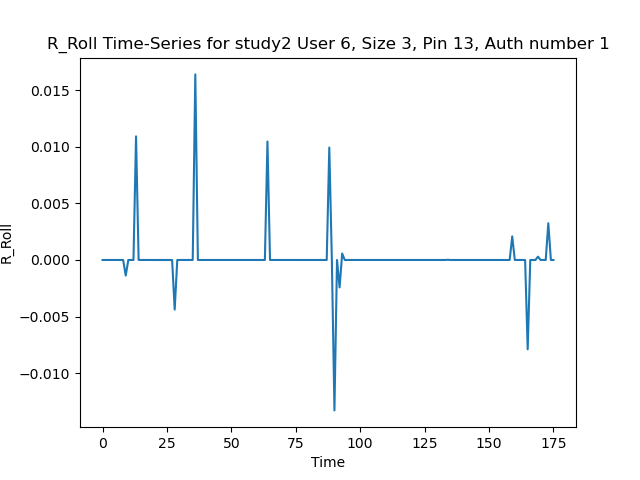 R_Roll Time-Series for study2 User 6, Size 3, Pin 13, Auth number 1
0.015
0.010
0.005
0.000
−0.005
−0.010
R_Roll
0 25 50 75 100 125 150 175
Time